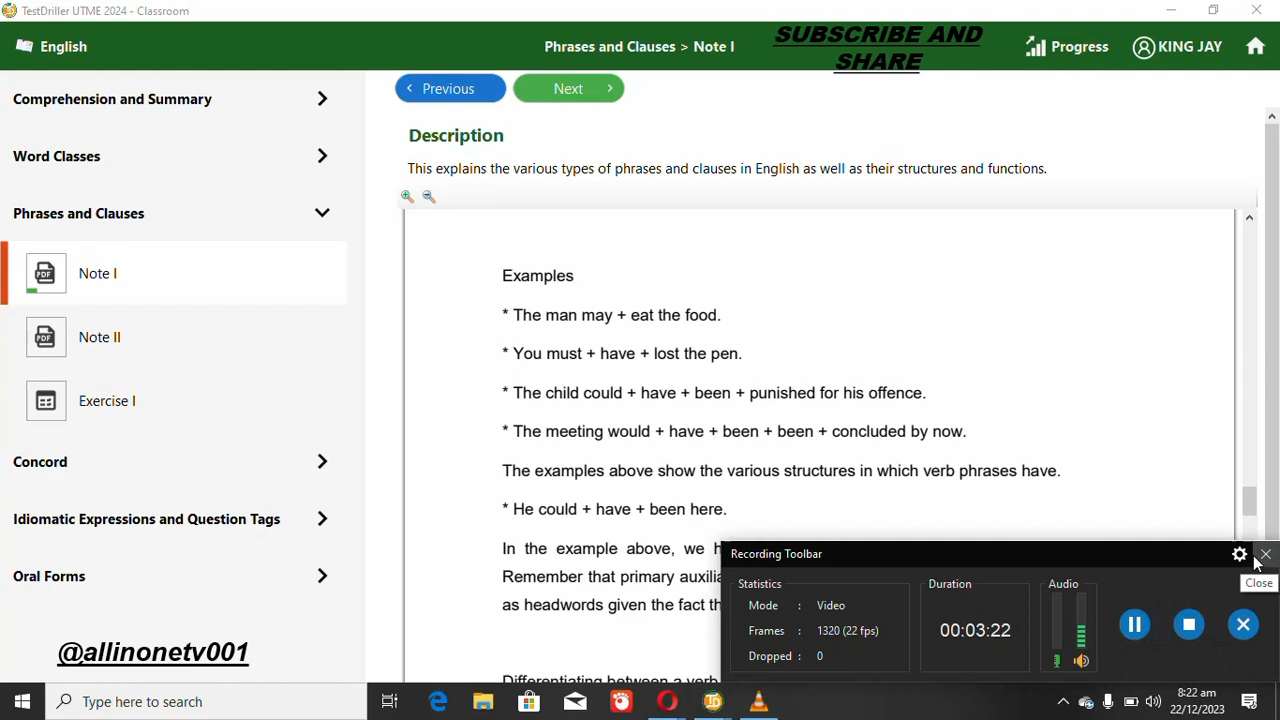 TestDriller UTME 2024 - Classroom
English
Phrases and Clauses > Note I
SUBSCRIBE AND
SHARE
Progress
KING JAY
Comprehension and Summary
Word Classes
Phrases and Clauses
Note I
Note II
Exercise I
Concord
Idiomatic Expressions and Question Tags
Oral Forms
@allinonetv001
Previous
Next
Description
This explains the various types of phrases and clauses in English as well as their structures and functions.
Examples
* The man may + eat the food.
* You must + have + lost the pen.
* The child could + have + been + punished for his offence.
* The meeting would + have + been + been + concluded by now.
The examples above show the various structures in which verb phrases have.
* He could + have + been here.
In the example above, we h
Remember that primary auxilia
as headwords given the fact th
Differentiating between a verb
Recording Toolbar
Statistics
Mode : Video
Frames : 1320 (22 fps)
Dropped : 0
Duration
00:03:22
Audio
Close
Type here to search
8:22 am
22/12/2023